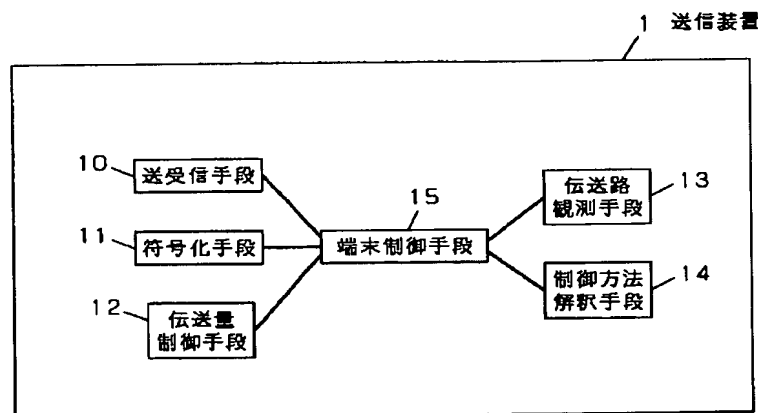 1 送信装置
10 送受信手段
15
端末制御手段
伝送路
観測手段
13
11 符号化手段
12 伝送量
制御手段
制御方法
解釈手段
14